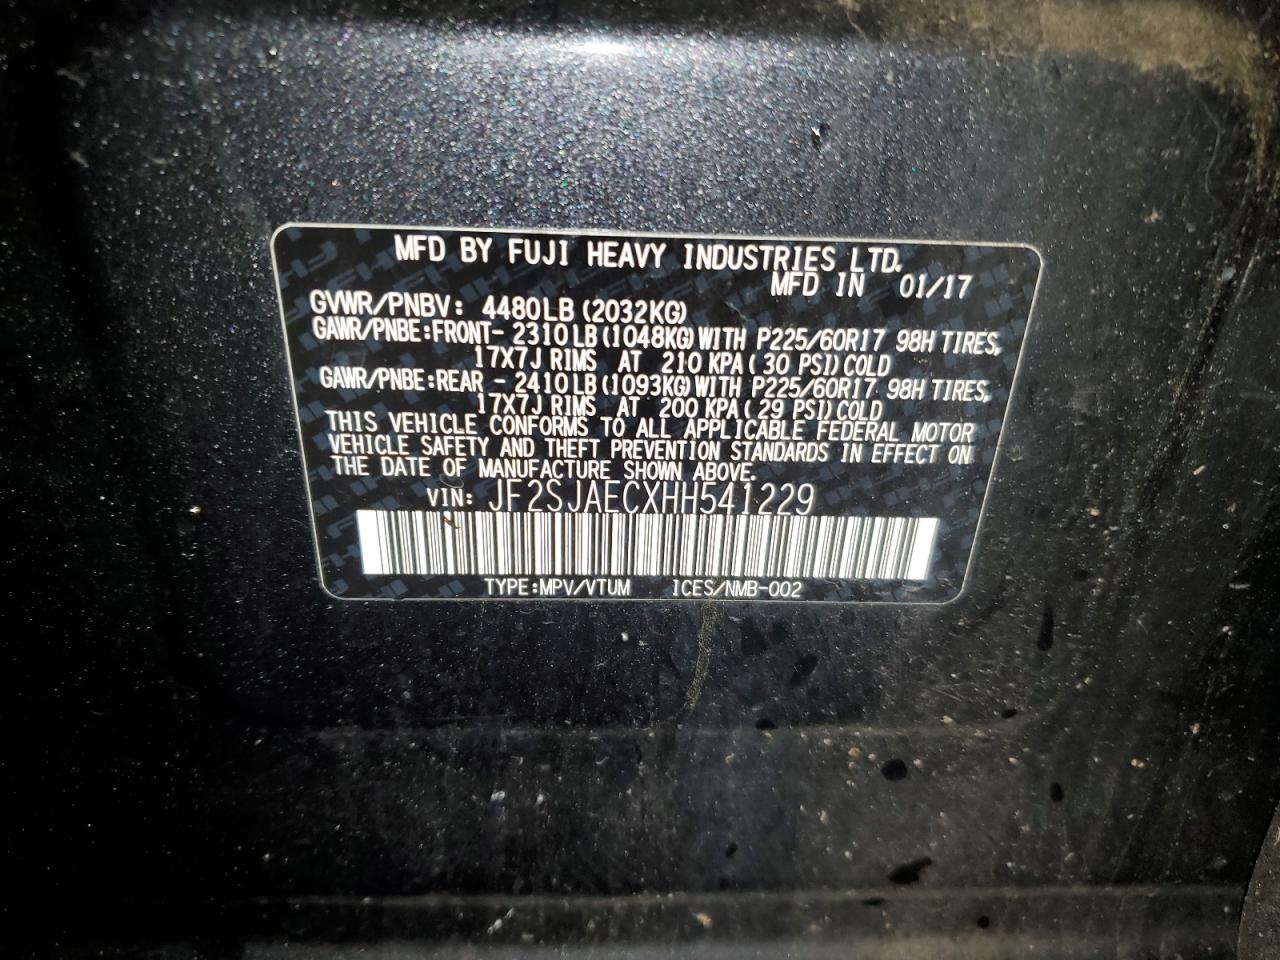 MFD BY FUJI HEAVY INDUSTRIES LTD.
MFD IN 01/17
GVWR/PNBV: 4480LB (2032KG)
GAWR/PNBE:FRONT- 2310LB(1048KG)WITH P225/60R17 98H TIRES,
17X7J RIMS AT 210 KPA( 30 PSI)COLD
GAWR/PNBE:REAR - 2410LB(1093KG)WITH P225/60R17 98H TIRES,
17X7J RIMS AT 200 KPA( 29 PSI)COLD
THIS VEHICLE CONFORMS TO ALL APPLICABLE FEDERAL MOTOR
VEHICLE SAFETY AND THEFT PREVENTION STANDARDS IN EFFECT ON
THE DATE OF MANUFACTURE SHOWN ABOVE.
VIN: JF2SJAECXHH541229
TYPE:MPV/VTUM ICES/NMB-002